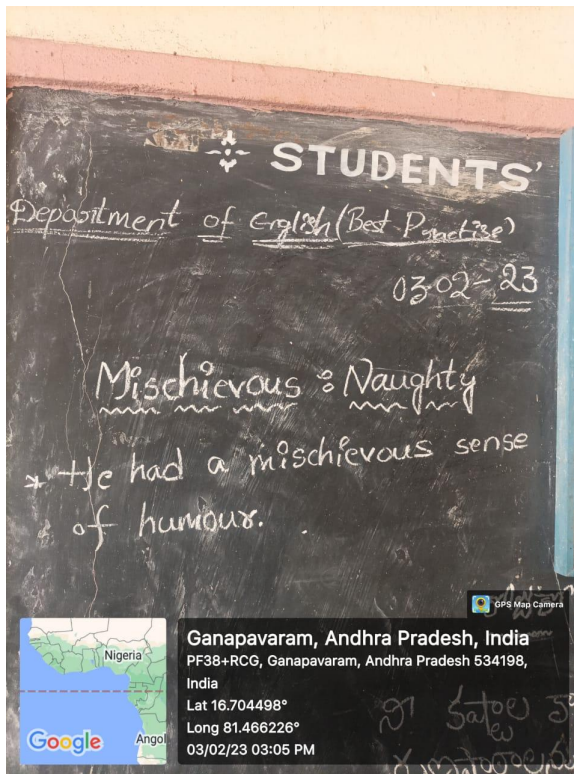 STUDENTS'
Department of English (Best Practise)
03-02-23
Mischievous : Naughty
* He had a mischievous sense
of humour.
GPS Map Camera
Nigeria
Angol
Google
Ganapavaram, Andhra Pradesh, India
PF38+RCG, Ganapavaram, Andhra Pradesh 534198,
India
Lat 16.704498°
Long 81.466226°
03/02/23 03:05 PM
నా కష్టాల